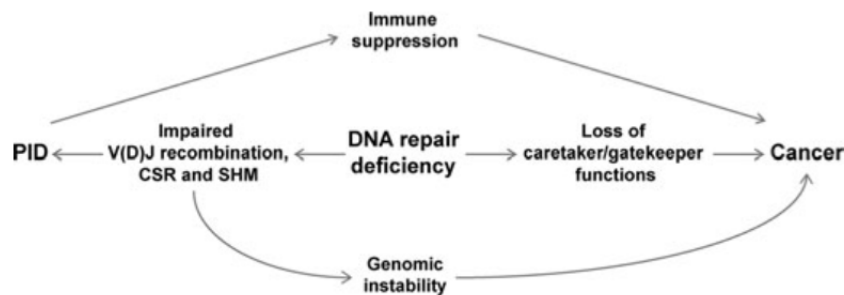 Immune
suppression
PID
Impaired
V(D)J recombination,
CSR and SHM
DNA repair
deficiency
Loss of
caretaker/gatekeeper
functions
Cancer
Genomic
instability